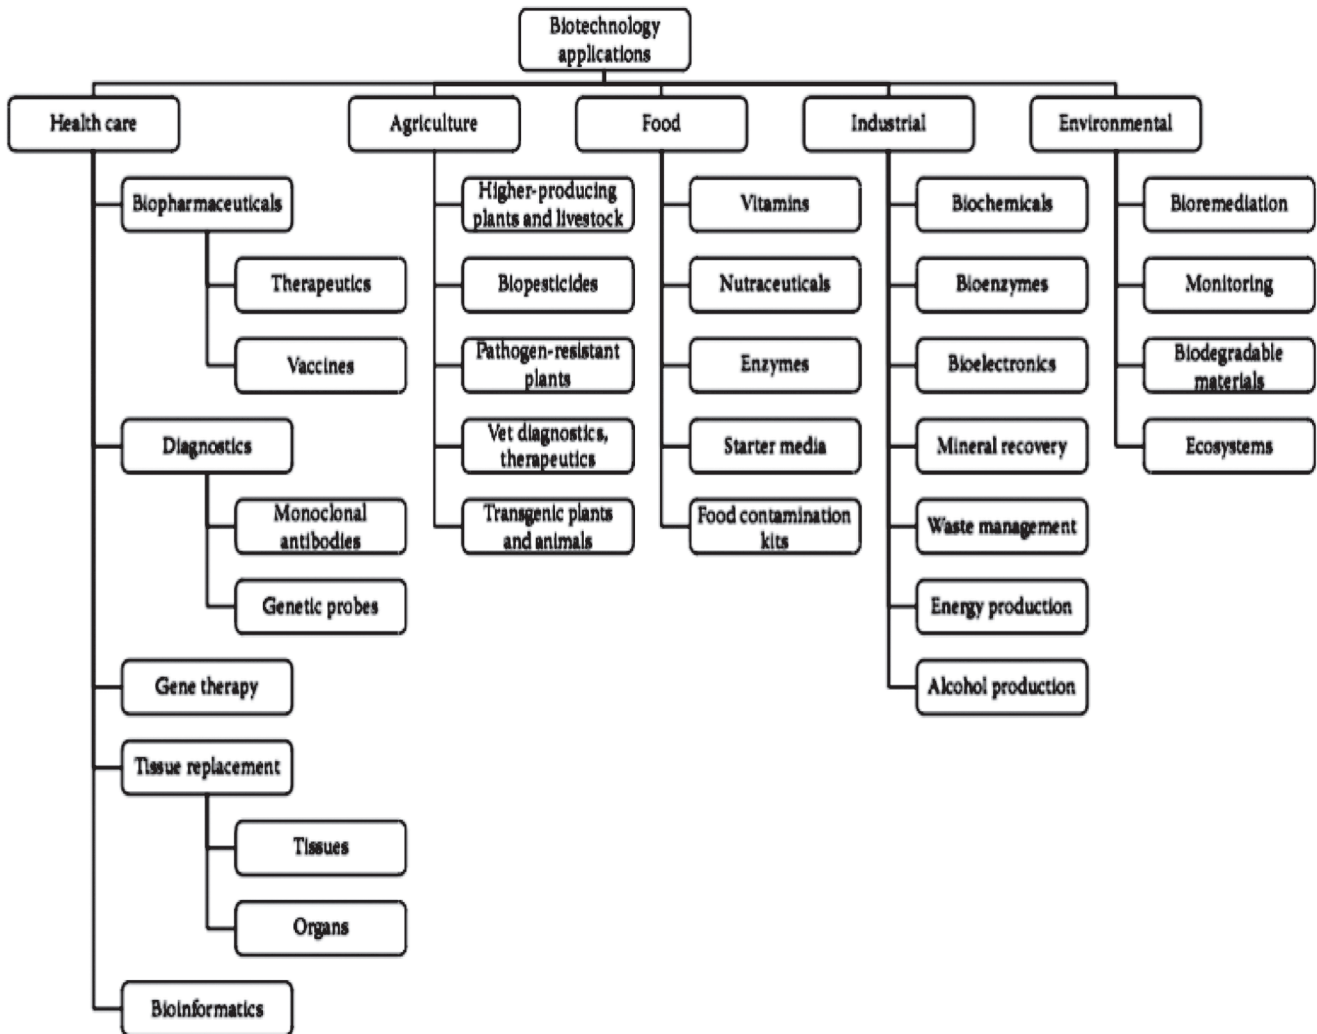 Biotechnology
applications
Health care
Biopharmaceuticals
Therapeutics
Vaccines
Diagnostics
Monoclonal
antibodies
Genetic probes
Gene therapy
Tissue replacement
Tissues
Organs
Bioinformatics
Agriculture
Higher-producing
plants and livestock
Biopesticides
Pathogen-resistant
plants
Vet diagnostics,
therapeutics
Transgenic plants
and animals
Food
Vitamins
Nutraceuticals
Enzymes
Starter media
Food contamination
kits
Industrial
Biochemicals
Bioenzymes
Bioelectronics
Mineral recovery
Waste management
Energy production
Alcohol production
Environmental
Bioremediation
Monitoring
Biodegradable
materials
Ecosystems